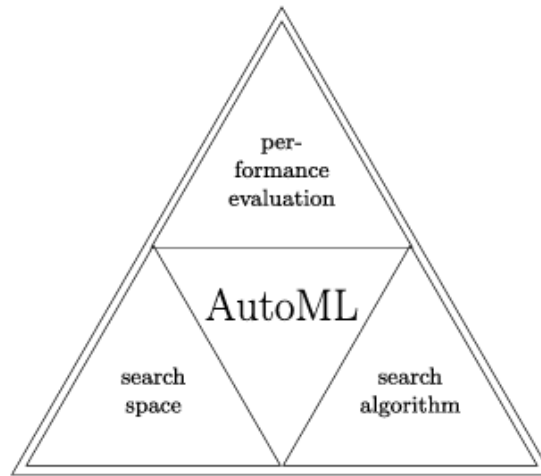 per-
formance
evaluation
AutoML
search
space
search
algorithm